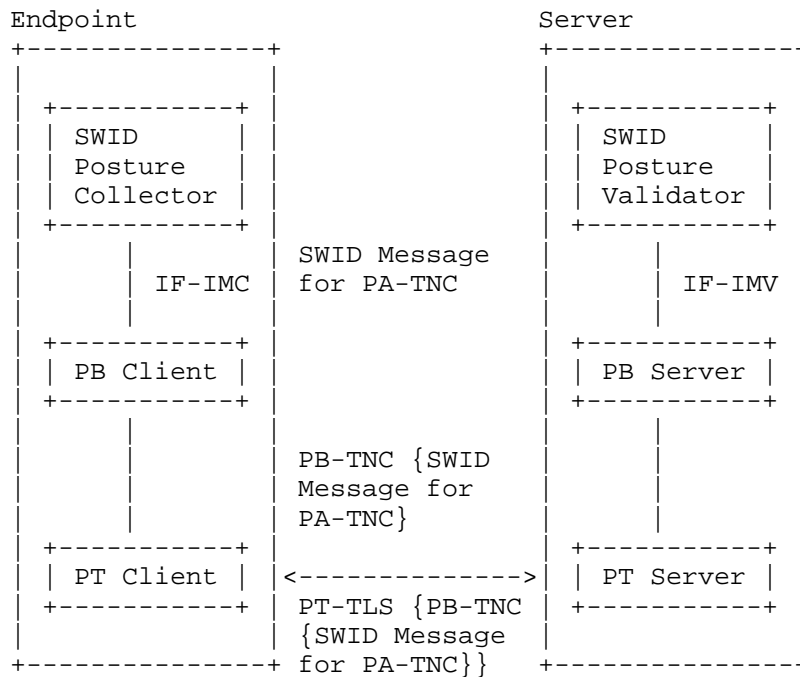 Endpoint Server
SWID SWID
Posture Posture
Collector Validator
SWID Message
IF-IMC for PA-TNC IF-IMV
PB Client PB Server
PB-TNC {SWID
Message for
PA-TNC}
PT Client <--------------> PT Server
PT-TLS {PB-TNC
{SWID Message
for PA-TNC}}